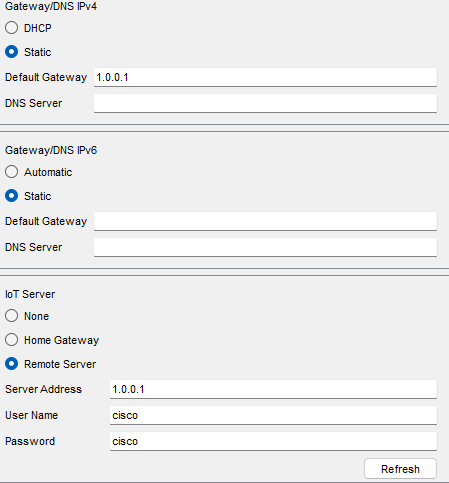 Gateway/DNS IPv4
DHCP
Static
Default Gateway 1.0.0.1
DNS Server
Gateway/DNS IPv6
Automatic
Static
Default Gateway
DNS Server
IoT Server
None
Home Gateway
Remote Server
Server Address 1.0.0.1
User Name cisco
Password cisco
Refresh